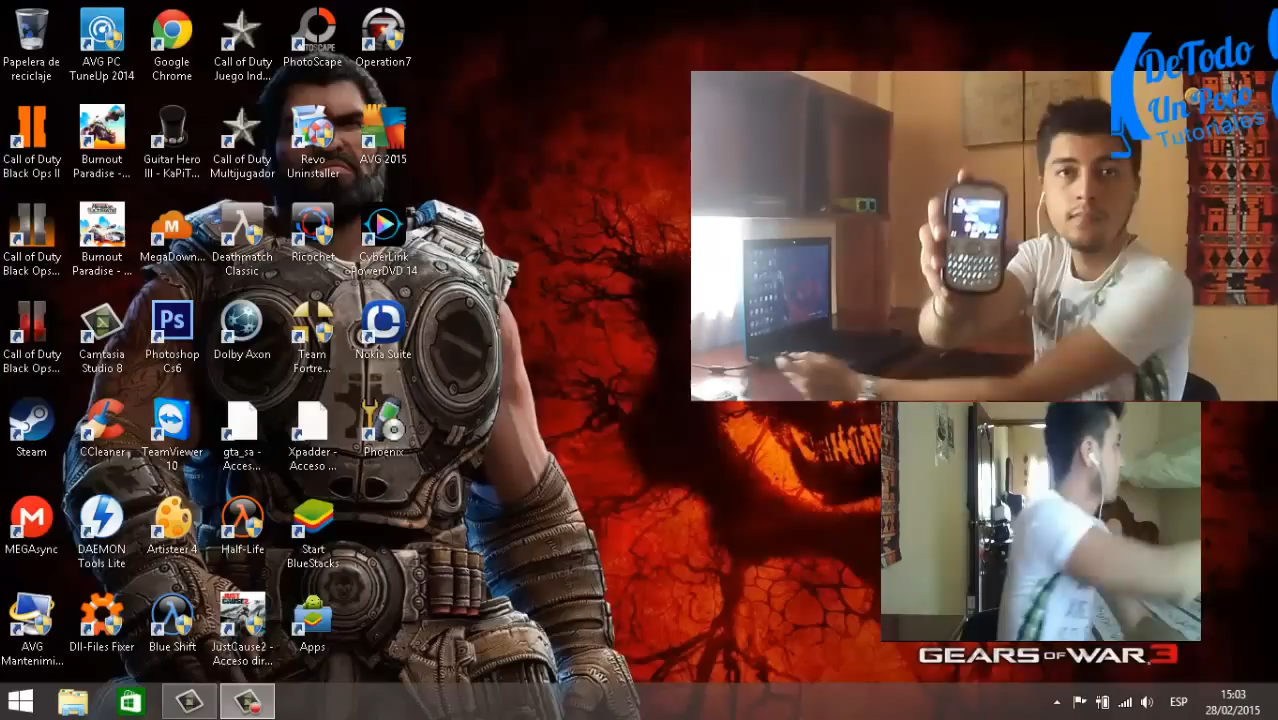 Papelera de
reciclaje
AVG PC
TuneUp 2014
Google
Chrome
Call of Duty
Juego Ind...
PHOTOSCAPE
PhotoScape
Operation7
Call of Duty
Black Ops II
Burnout
Paradise -...
Guitar Hero
III - KaPiT...
Call of Duty
Multijugador
Revo
Uninstaller
AVG 2015
Call of Duty
Black Ops...
Burnout
Paradise - ...
M
MegaDown...
Deathmatch
Classic
Ricochet
CyberLink
PowerDVD 14
Call of Duty
Black Ops...
Camtasia
Studio 8
Ps
Photoshop
Cs6
Dolby Axon
Team
Fortre...
Nokia Suite
Steam
CCleaner
TeamViewer
10
gta_sa -
Acces...
Xpadder -
Acceso ...
Phoenix
M
MEGAsync
DAEMON
Tools Lite
Artisteer 4
Half-Life
Start
BlueStacks
AVG
Mantenimi...
Dll-Files Fixer
Blue Shift
JUST
CAUSE 2
JustCause2 -
Acceso dir...
Apps
DeTodo
Un Poco
Tutoriales
GEARS OF WAR 3
ESP
15:03
28/02/2015